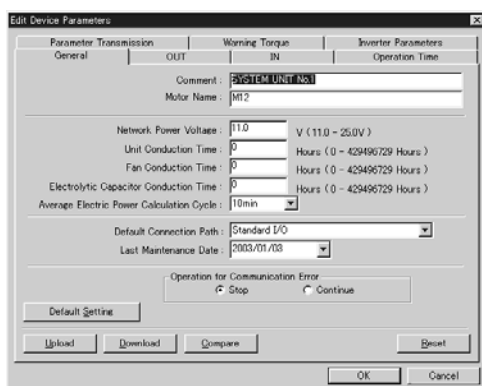 Edit Device Parameters
Parameter Transmission Warning Torque Inverter Parameters
General OUT IN Operation Time
Comment : SYSTEM UNIT No.1
Motor Name : M12
Network Power Voltage : 11.0 V ( 11.0 - 25.0V )
Unit Conduction Time : 0 Hours ( 0 - 429496729 Hours )
Fan Conduction Time : 0 Hours ( 0 - 429496729 Hours )
Electrolytic Capacitor Conduction Time : 0 Hours ( 0 - 429496729 Hours )
Average Electric Power Calculation Cycle : 10min
Default Connection Path : Standard I/O
Last Maintenance Date : 2003/01/03
Operation for Communication Error
Stop Continue
Default Setting
Upload Download Compare Reset
OK Cancel